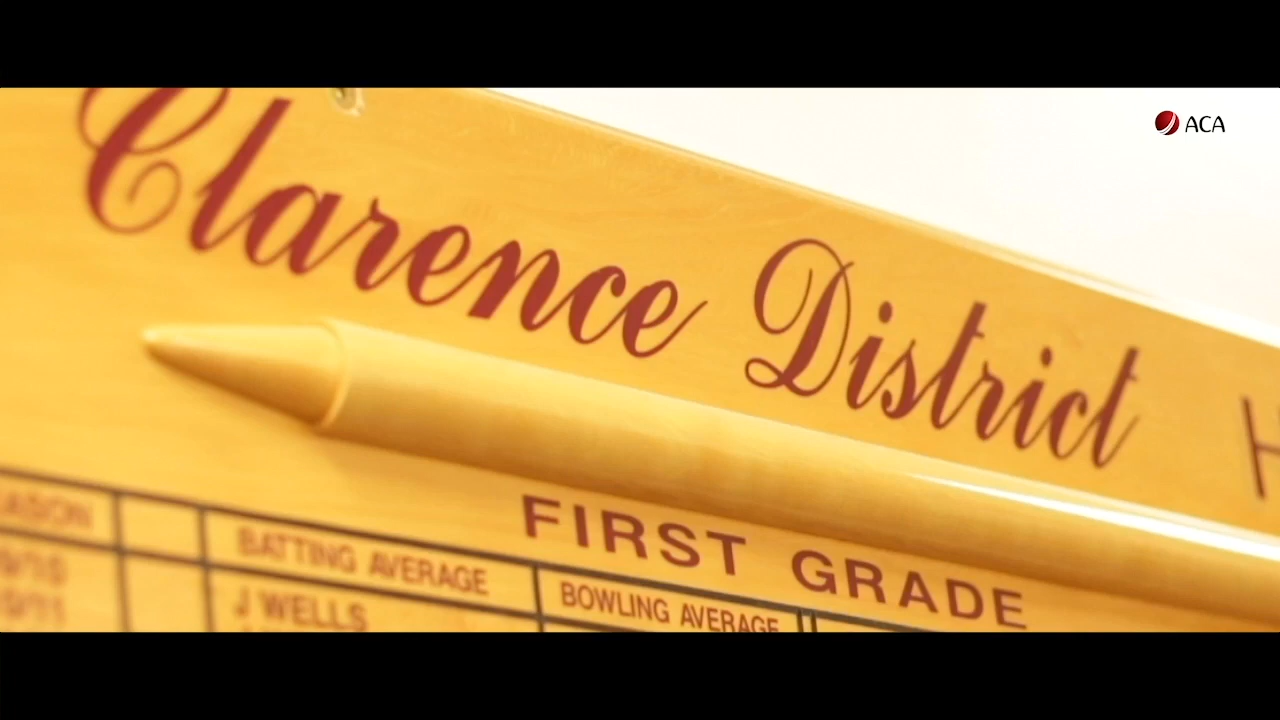 ACA
Clarence District H
FIRST GRADE
BATTING AVERAGE
BOWLING AVERAGE
J WELLS